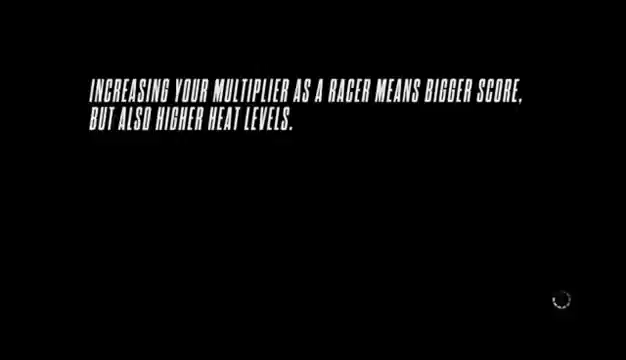 INCREASING YOUR MULTIPLIER AS A RACER MEANS BIGGER SCORE,
BUT ALSO HIGHER HEAT LEVELS.